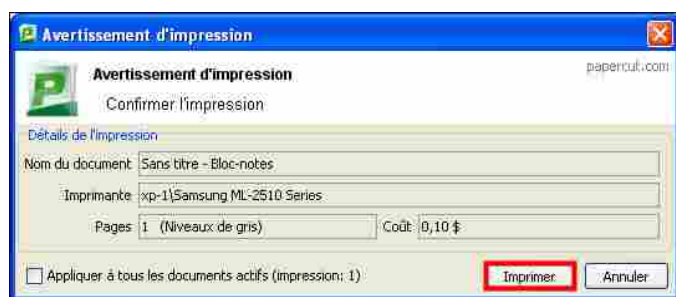 Avertissement d'impression
Avertissement d'impression
papercut.com
Confirmer l'impression
Détails de l'impression
Nom du document Sans titre - Bloc-notes
Imprimante xp-1\Samsung ML-2510 Series
Pages 1 (Niveaux de gris) Coût 0,10 $
Appliquer à tous les documents actifs (impression: 1) Imprimer Annuler